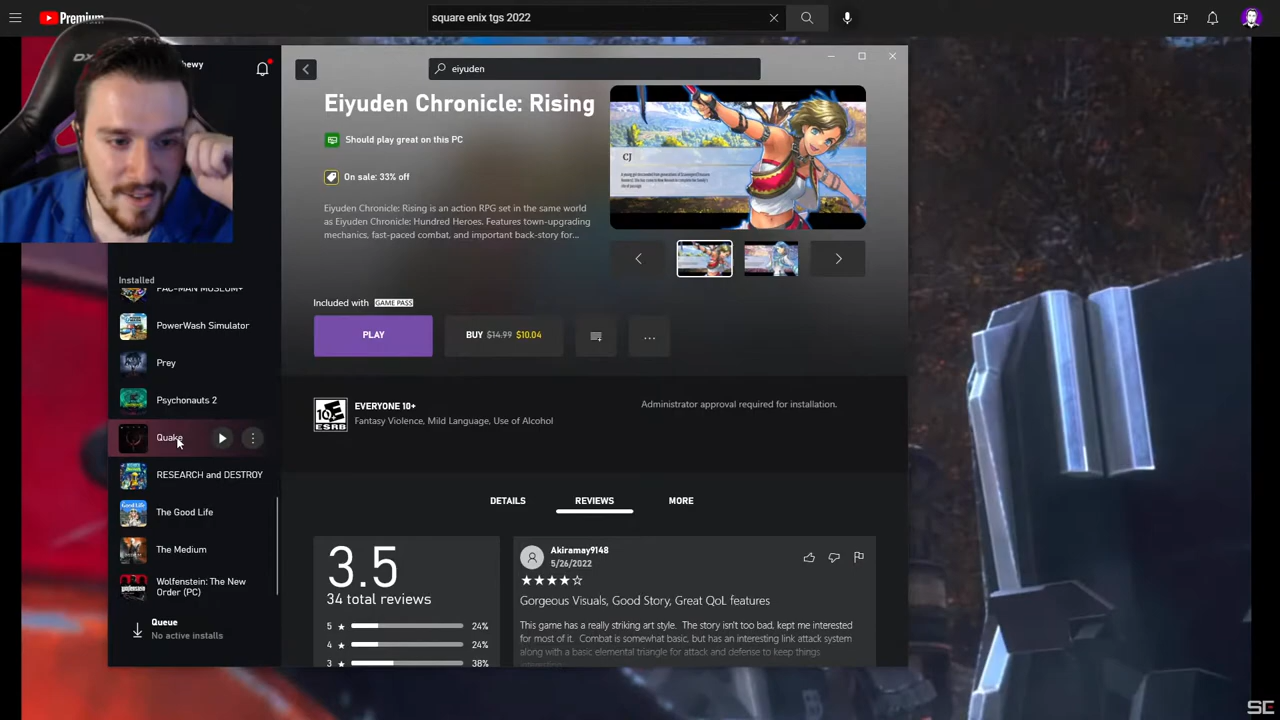 Premium
square enix tgs 2022
DX
hewy
eiyuden
Eiyuden Chronicle: Rising
Should play great on this PC
On sale: 33% off
Eiyuden Chronicle: Rising is an action RPG set in the same world
as Eiyuden Chronicle: Hundred Heroes. Features town-upgrading
mechanics, fast-paced combat, and important back-story for...
CJ
Included with GAME PASS
PLAY
BUY $14.99 $10.04
...
Installed
PAC-MAN MUSEUM+
PowerWash Simulator
Prey
Psychonauts 2
Quake
RESEARCH and DESTROY
The Good Life
The Medium
Wolfenstein: The New
Order (PC)
Queue
No active installs
EVERYONE 10+
Fantasy Violence, Mild Language, Use of Alcohol
ESRB
Administrator approval required for installation.
DETAILS
REVIEWS
MORE
3.5
34 total reviews
5 ★ 24%
4 ★ 24%
3 ★ 38%
Akiramay9148
5/26/2022
★★★★☆
Gorgeous Visuals, Good Story, Great QoL features
This game has a really striking art style. The story isn't too bad, kept me interested
for most of it. Combat is somewhat basic, but has an interesting link attack system
along with a basic elemental triangle for attack and defense to keep things
SE